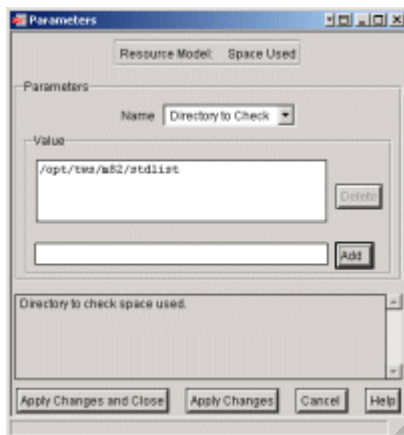 Parameters
Resource Model: Space Used
Parameters
Name Directory to Check
Value
/opt/tws/m82/stdlist
Delete
Add
Directory to check space used.
Apply Changes and Close Apply Changes Cancel Help